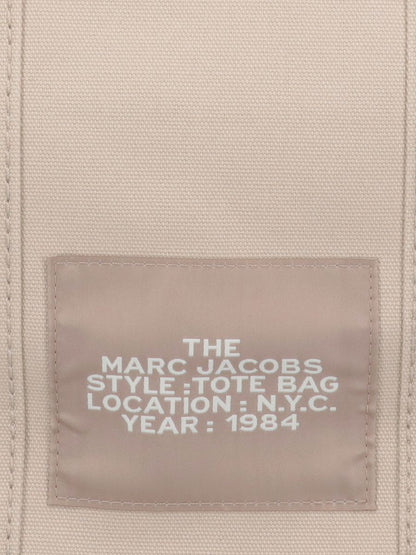 THE
MARC JACOBS
STYLE : TOTE BAG
LOCATION : N.Y.C.
YEAR : 1984